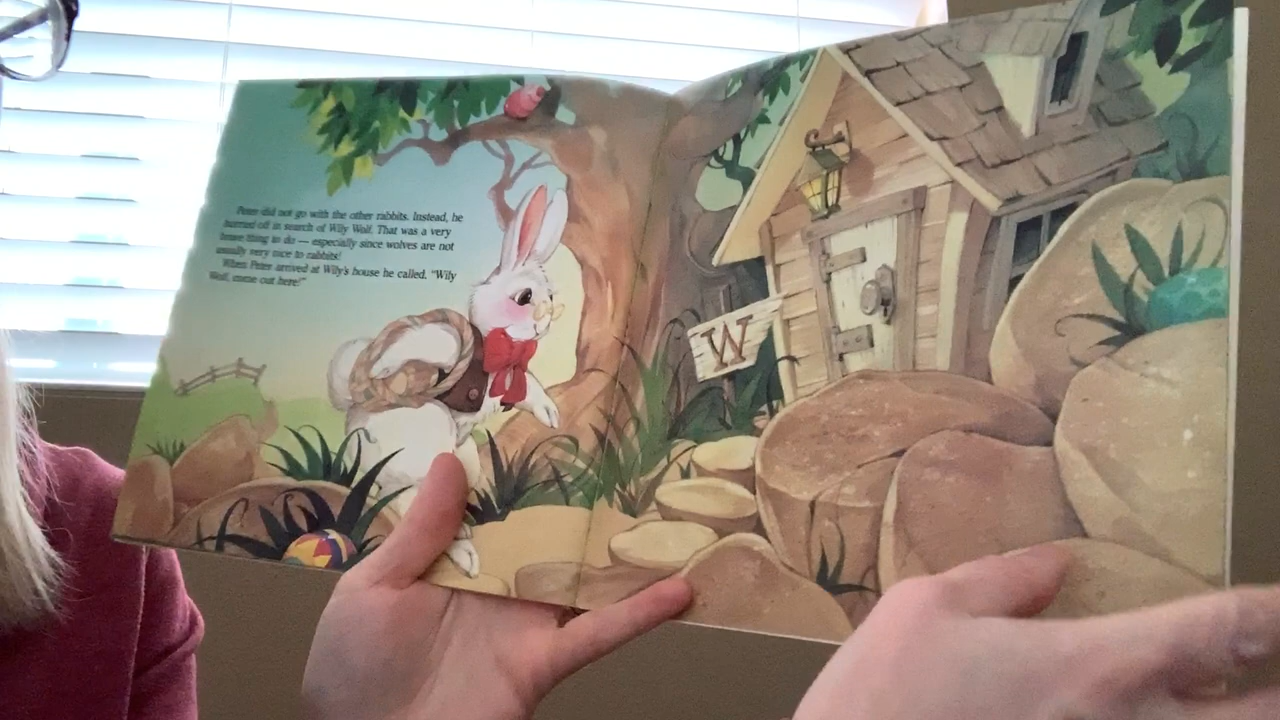 Peter did not go with the other rabbits. Instead, he
hurried off in search of Wily Wolf. That was a very
brave thing to do — especially since wolves are not
usually very nice to rabbits!
When Peter arrived at Wily's house he called, "Wily
Wolf, come out here!"
W